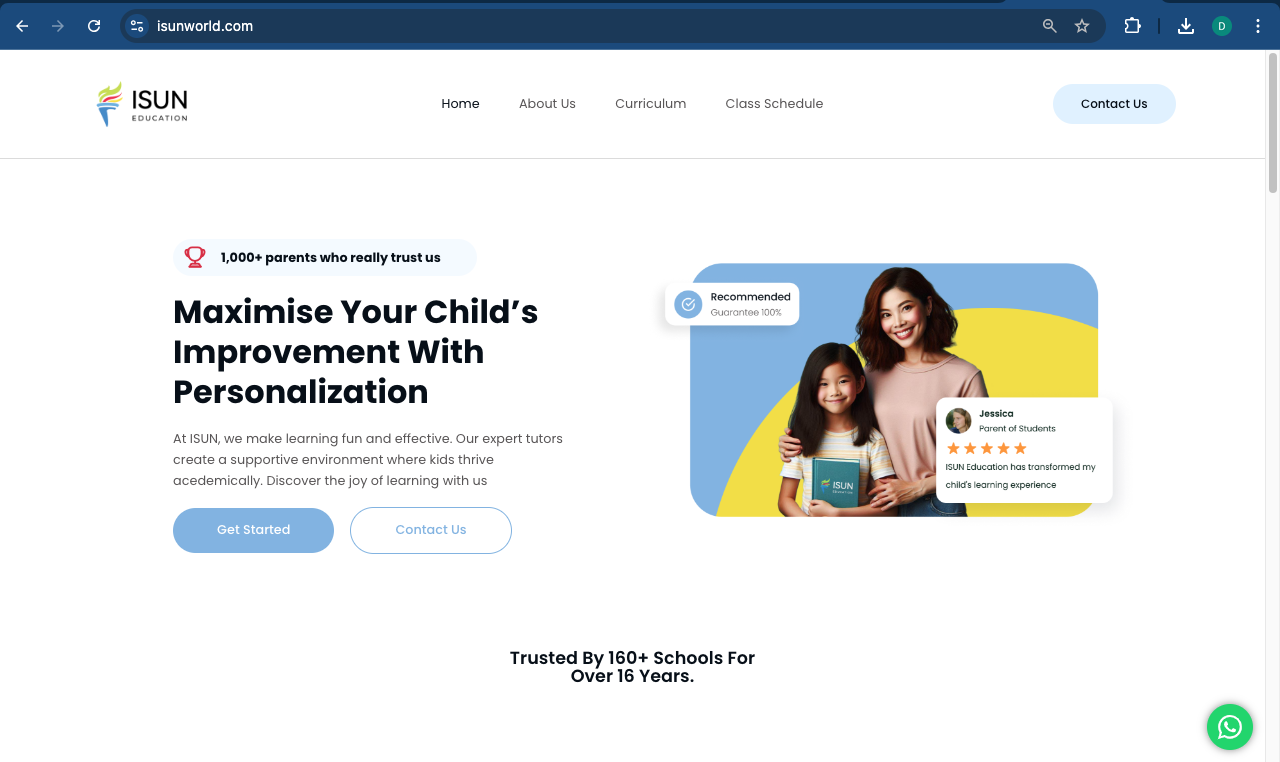 isunworld.com
D
ISUN
EDUCATION
Home
About Us
Curriculum
Class Schedule
Contact Us
1,000+ parents who really trust us
Maximise Your Child’s
Improvement With
Personalization
At ISUN, we make learning fun and effective. Our expert tutors
create a supportive environment where kids thrive
acedemically. Discover the joy of learning with us
Get Started
Contact Us
Recommended
Guarantee 100%
ISUN
EDUCATION
Jessica
Parent of Students
ISUN Education has transformed my
child's learning experience
Trusted By 160+ Schools For
Over 16 Years.